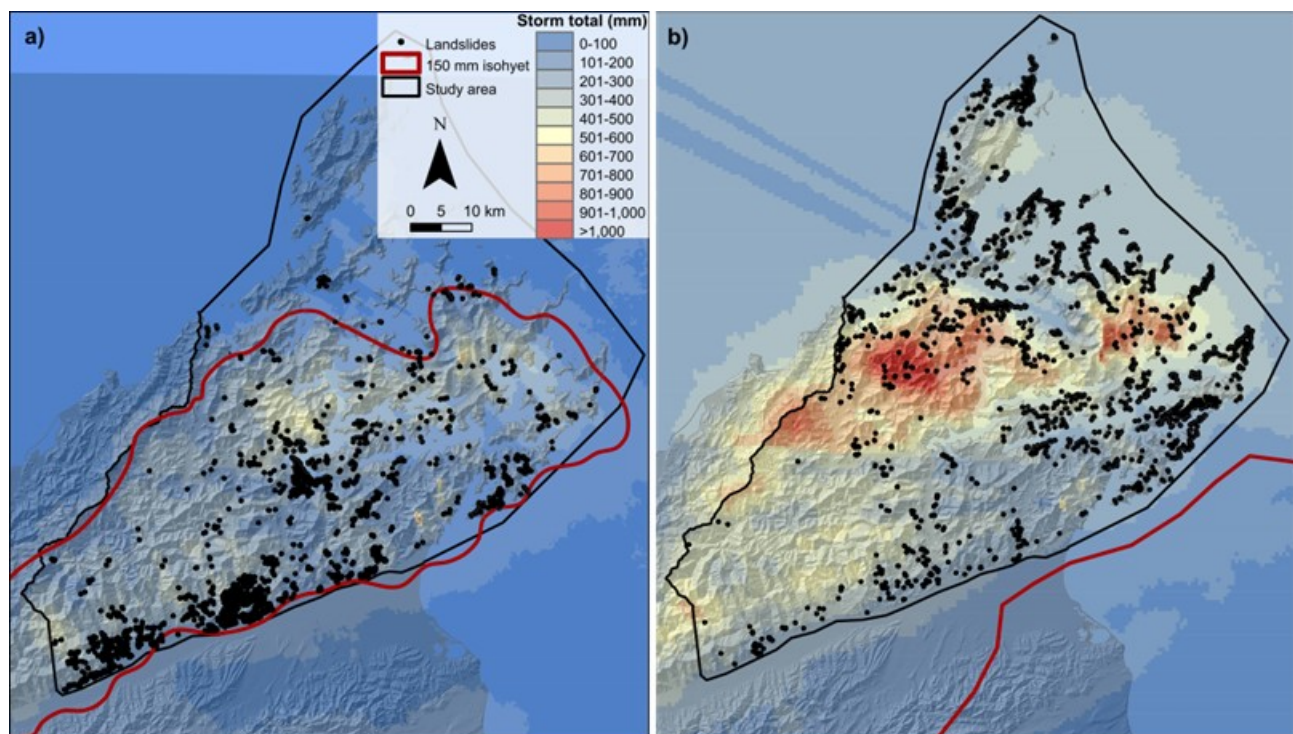 a)
Landslides
150 mm isohyet
Study area
N
0 5 10 km
Storm total (mm)
0-100
101-200
201-300
301-400
401-500
501-600
601-700
701-800
801-900
901-1,000
>1,000
b)